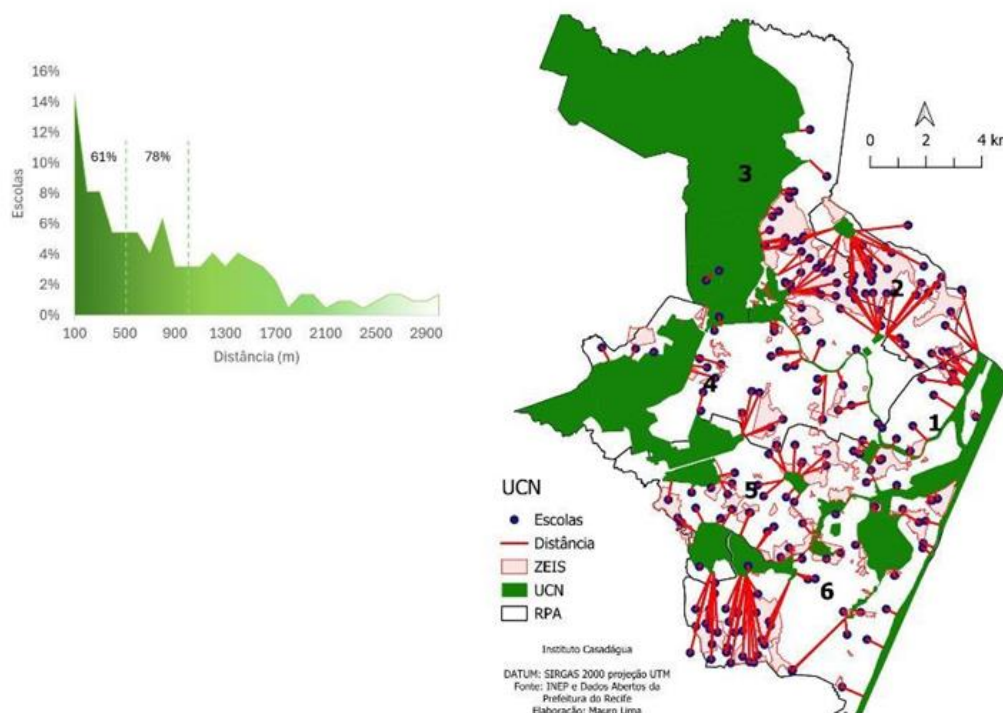 16%
14%
12%
10%
8%
6%
4%
2%
0%
Escolas
61%
78%
100 500 900 1300 1700 2100 2500 2900
Distância (m)
0 2 4 km
3
2
4
1
5
6
UCN
Escolas
Distância
ZEIS
UCN
RPA
Instituto Casadágua
DATUM: SIRGAS 2000 projeção UTM
Fonte: INEP e Dados Abertos da
Prefeitura do Recife
Elaboração: Mauro Lima